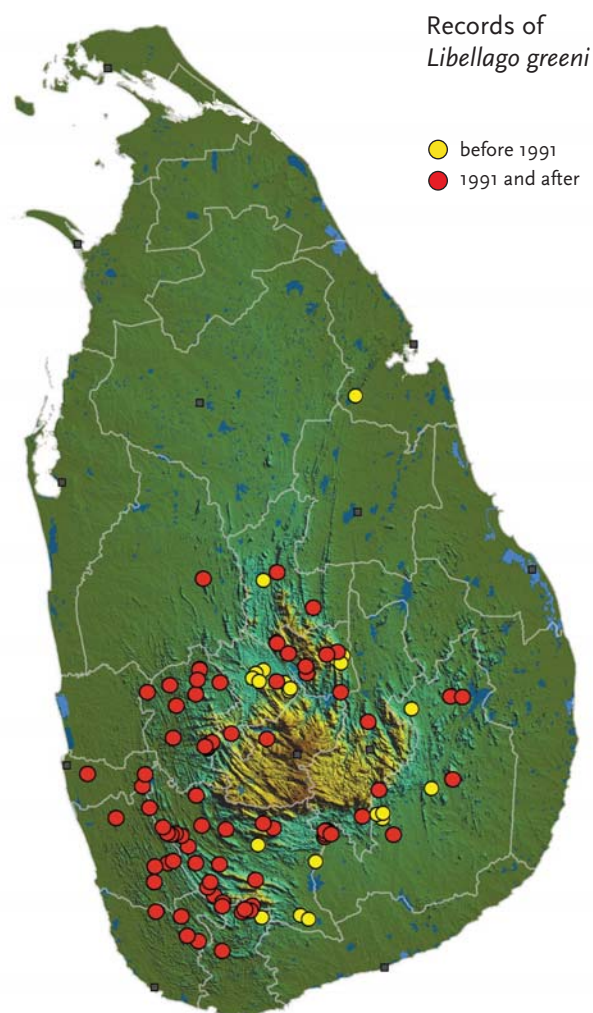 Records of
Libellago greeni
before 1991
1991 and after